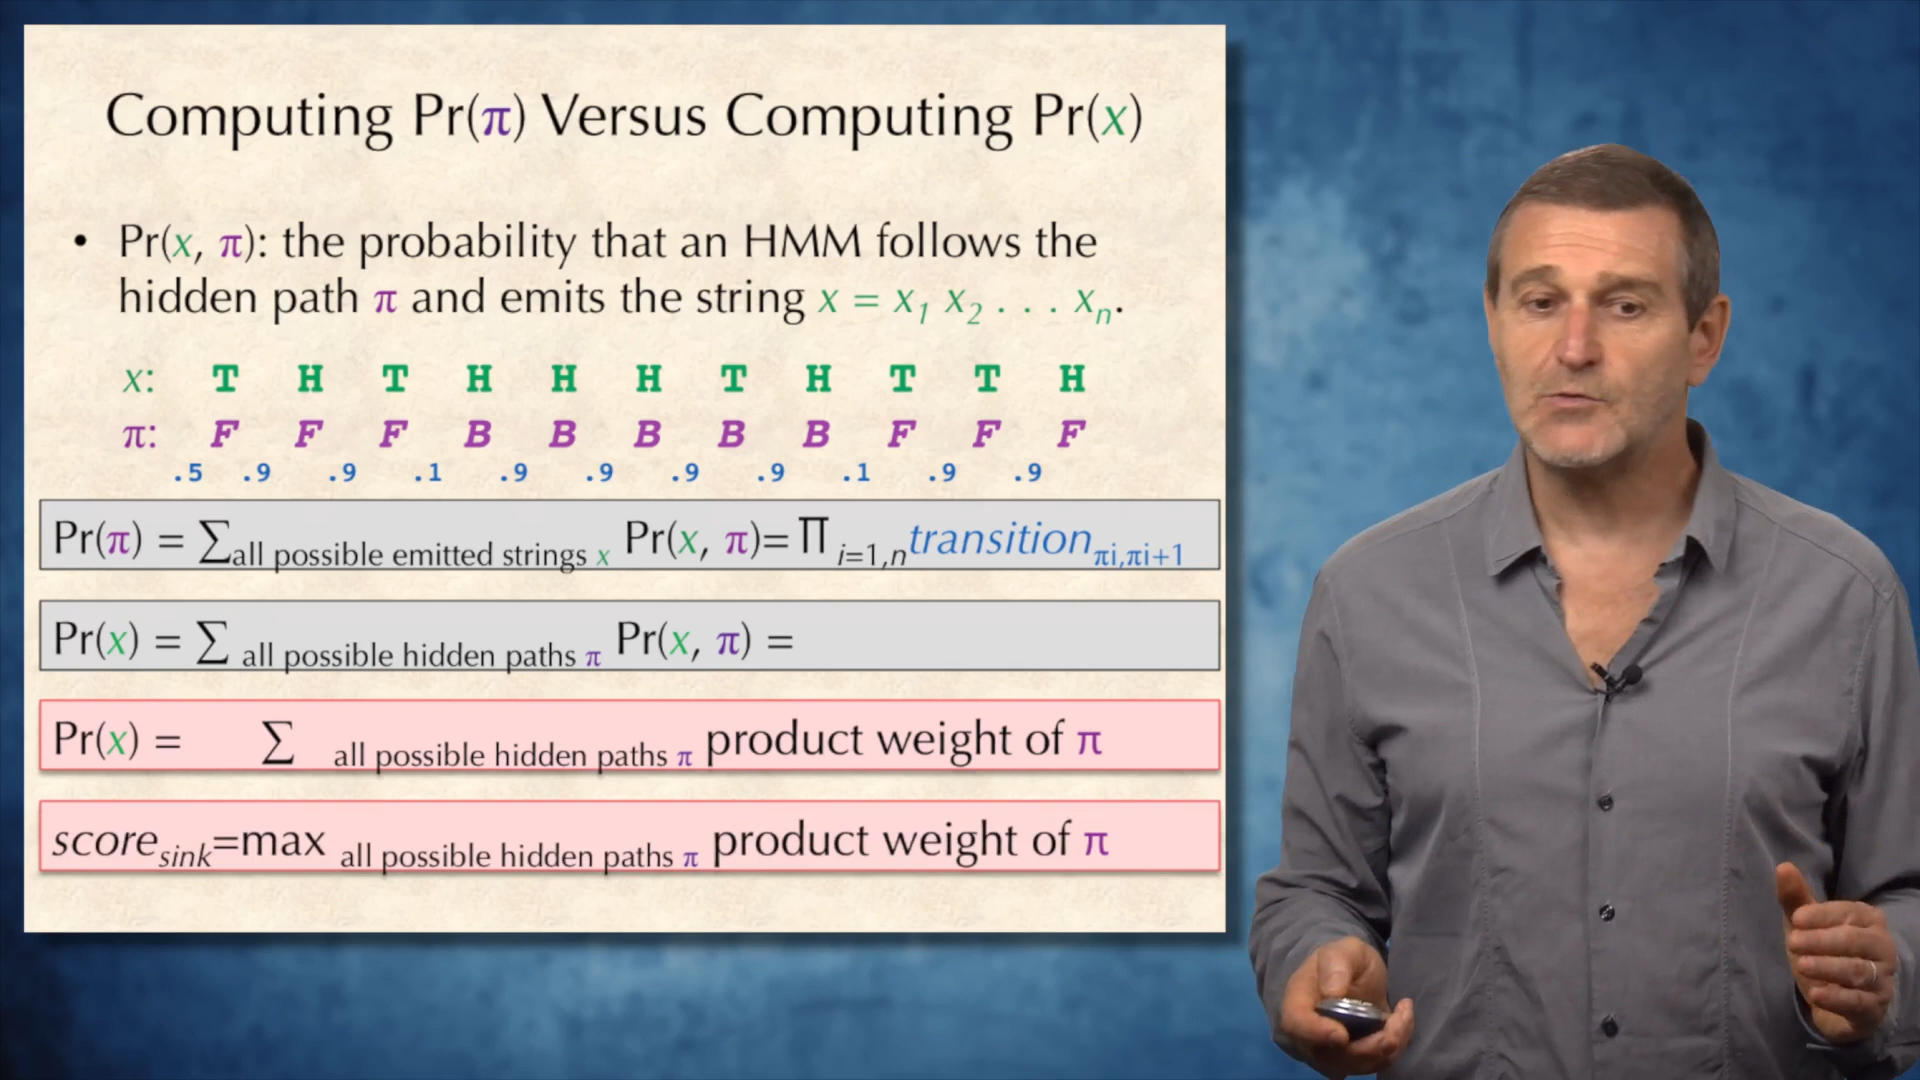 Computing Pr(π) Versus Computing Pr(x)
• Pr(x, π): the probability that an HMM follows the
hidden path π and emits the string x = x1 x2 . . . xn.
x: T H T H H H T H T T H
π: F F F B B B B B F F F
.5 .9 .9 .1 .9 .9 .9 .9 .1 .9 .9
Pr(π) = ∑all possible emitted strings x Pr(x, π)=∏ i=1,n transitionπi,πi+1
Pr(x) = ∑ all possible hidden paths π Pr(x, π) =
Pr(x) = ∑ all possible hidden paths π product weight of π
scoresink=max all possible hidden paths π product weight of π